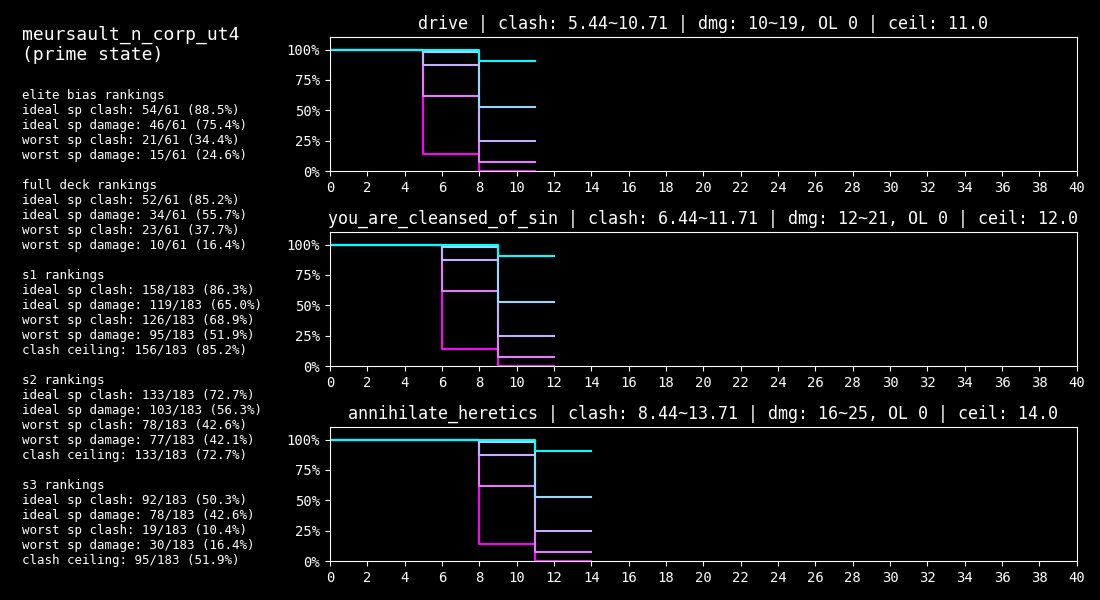 meursault_n_corp_ut4
(prime state)
elite bias rankings
ideal sp clash: 54/61 (88.5%)
ideal sp damage: 46/61 (75.4%)
worst sp clash: 21/61 (34.4%)
worst sp damage: 15/61 (24.6%)
full deck rankings
ideal sp clash: 52/61 (85.2%)
ideal sp damage: 34/61 (55.7%)
worst sp clash: 23/61 (37.7%)
worst sp damage: 10/61 (16.4%)
s1 rankings
ideal sp clash: 158/183 (86.3%)
ideal sp damage: 119/183 (65.0%)
worst sp clash: 126/183 (68.9%)
worst sp damage: 95/183 (51.9%)
clash ceiling: 156/183 (85.2%)
s2 rankings
ideal sp clash: 133/183 (72.7%)
ideal sp damage: 103/183 (56.3%)
worst sp clash: 78/183 (42.6%)
worst sp damage: 77/183 (42.1%)
clash ceiling: 133/183 (72.7%)
s3 rankings
ideal sp clash: 92/183 (50.3%)
ideal sp damage: 78/183 (42.6%)
worst sp clash: 19/183 (10.4%)
worst sp damage: 30/183 (16.4%)
clash ceiling: 95/183 (51.9%)
drive | clash: 5.44~10.71 | dmg: 10~19, OL 0 | ceil: 11.0
100%
75%
50%
25%
0%
0 2 4 6 8 10 12 14 16 18 20 22 24 26 28 30 32 34 36 38 40
you_are_cleansed_of_sin | clash: 6.44~11.71 | dmg: 12~21, OL 0 | ceil: 12.0
100%
75%
50%
25%
0%
0 2 4 6 8 10 12 14 16 18 20 22 24 26 28 30 32 34 36 38 40
annihilate_heretics | clash: 8.44~13.71 | dmg: 16~25, OL 0 | ceil: 14.0
100%
75%
50%
25%
0%
0 2 4 6 8 10 12 14 16 18 20 22 24 26 28 30 32 34 36 38 40